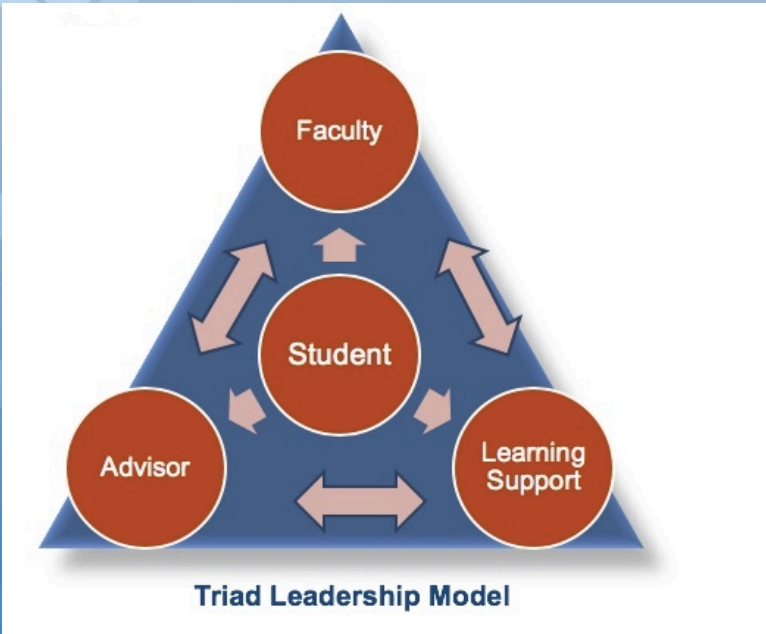 Faculty
Student
Advisor
Learning
Support
Triad Leadership Model